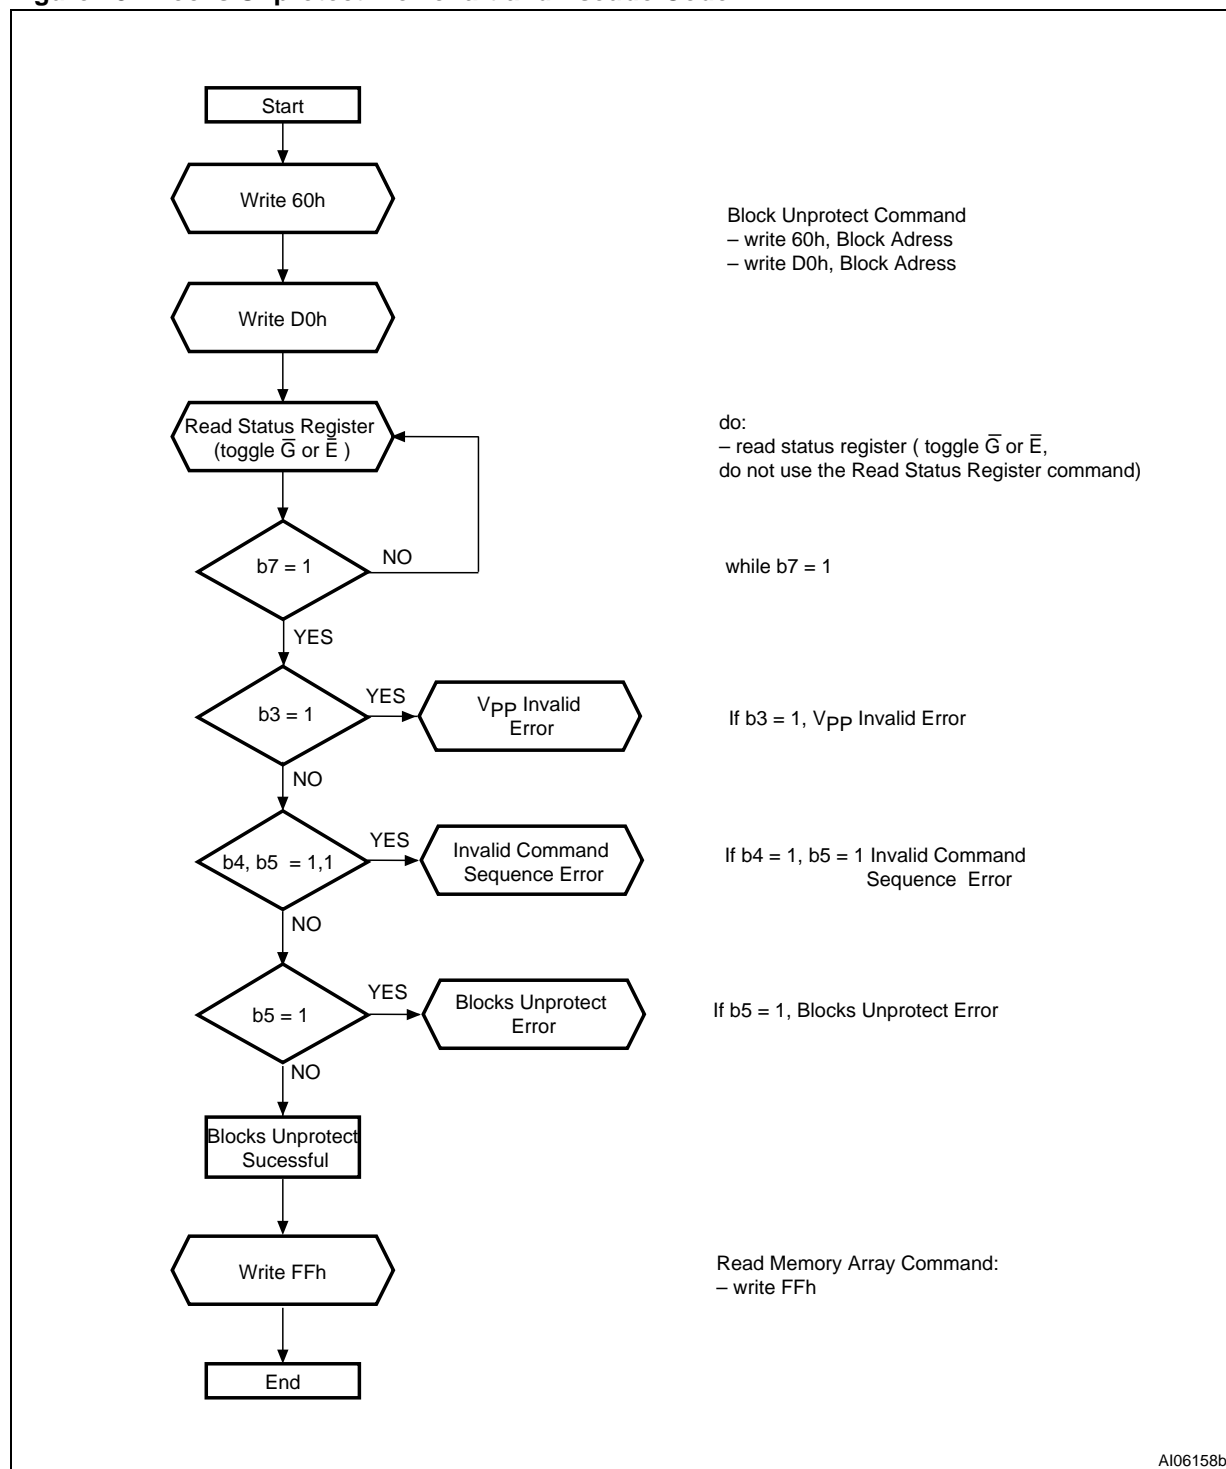 Start
Write 60h
Block Unprotect Command
– write 60h, Block Adress
– write D0h, Block Adress
Write D0h
Read Status Register
(toggle G̅ or E̅ )
do:
– read status register ( toggle G̅ or E̅,
do not use the Read Status Register command)
b7 = 1
NO
while b7 = 1
YES
b3 = 1
YES
VPP Invalid
Error
If b3 = 1, VPP Invalid Error
NO
b4, b5 = 1,1
YES
Invalid Command
Sequence Error
If b4 = 1, b5 = 1 Invalid Command
Sequence Error
NO
b5 = 1
YES
Blocks Unprotect
Error
If b5 = 1, Blocks Unprotect Error
NO
Blocks Unprotect
Sucessful
Write FFh
Read Memory Array Command:
– write FFh
End
AI06158b